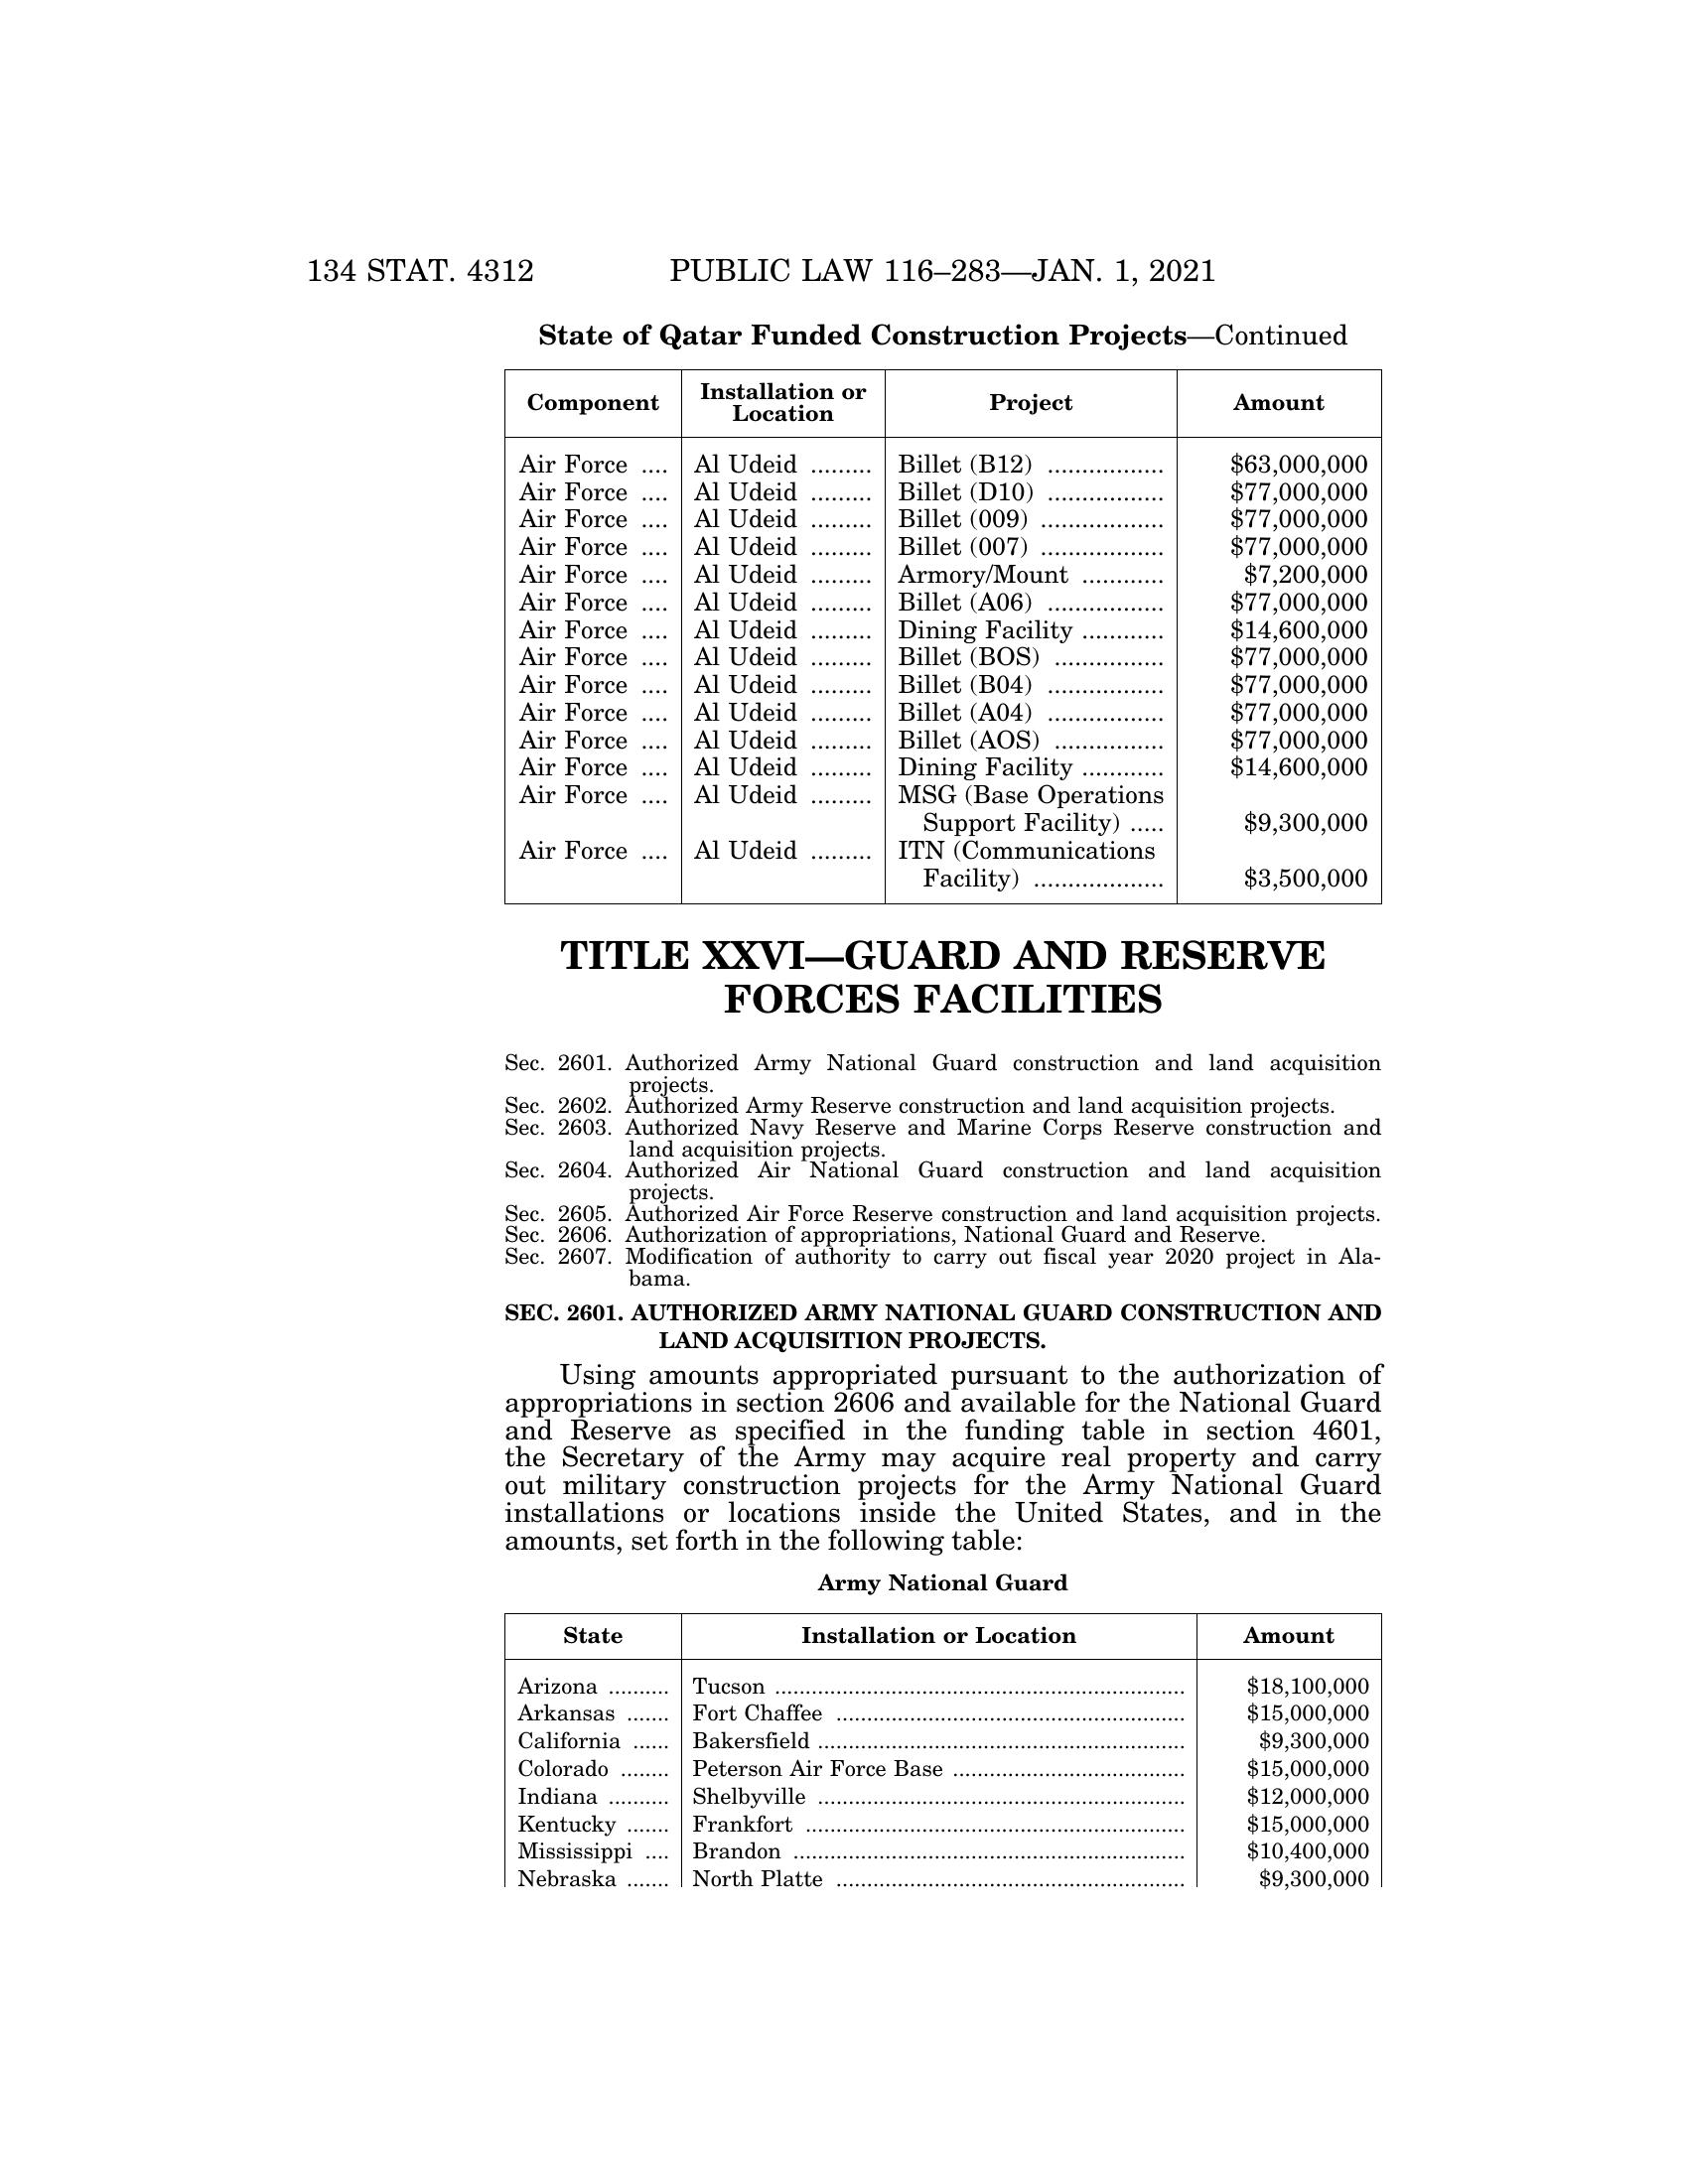 134 STAT. 4312 PUBLIC LAW 116–283—JAN. 1, 2021
State of Qatar Funded Construction Projects—Continued
Component Installation or Location Project Amount
Air Force .... Al Udeid ......... Billet (B12) ................. $63,000,000
Air Force .... Al Udeid ......... Billet (D10) ................. $77,000,000
Air Force .... Al Udeid ......... Billet (009) .................. $77,000,000
Air Force .... Al Udeid ......... Billet (007) .................. $77,000,000
Air Force .... Al Udeid ......... Armory/Mount ............ $7,200,000
Air Force .... Al Udeid ......... Billet (A06) ................. $77,000,000
Air Force .... Al Udeid ......... Dining Facility ............ $14,600,000
Air Force .... Al Udeid ......... Billet (BOS) ................ $77,000,000
Air Force .... Al Udeid ......... Billet (B04) ................. $77,000,000
Air Force .... Al Udeid ......... Billet (A04) ................. $77,000,000
Air Force .... Al Udeid ......... Billet (AOS) ................ $77,000,000
Air Force .... Al Udeid ......... Dining Facility ............ $14,600,000
Air Force .... Al Udeid ......... MSG (Base Operations
Support Facility) ..... $9,300,000
Air Force .... Al Udeid ......... ITN (Communications
Facility) ................... $3,500,000
TITLE XXVI—GUARD AND RESERVE
FORCES FACILITIES
Sec. 2601. Authorized Army National Guard construction and land acquisition
projects.
Sec. 2602. Authorized Army Reserve construction and land acquisition projects.
Sec. 2603. Authorized Navy Reserve and Marine Corps Reserve construction and
land acquisition projects.
Sec. 2604. Authorized Air National Guard construction and land acquisition
projects.
Sec. 2605. Authorized Air Force Reserve construction and land acquisition projects.
Sec. 2606. Authorization of appropriations, National Guard and Reserve.
Sec. 2607. Modification of authority to carry out fiscal year 2020 project in Ala-
bama.
SEC. 2601. AUTHORIZED ARMY NATIONAL GUARD CONSTRUCTION AND
LAND ACQUISITION PROJECTS.
Using amounts appropriated pursuant to the authorization of
appropriations in section 2606 and available for the National Guard
and Reserve as specified in the funding table in section 4601,
the Secretary of the Army may acquire real property and carry
out military construction projects for the Army National Guard
installations or locations inside the United States, and in the
amounts, set forth in the following table:
Army National Guard
State Installation or Location Amount
Arizona .......... Tucson ................................................................ $18,100,000
Arkansas ....... Fort Chaffee ...................................................... $15,000,000
California ...... Bakersfield ......................................................... $9,300,000
Colorado ........ Peterson Air Force Base .................................... $15,000,000
Indiana .......... Shelbyville ......................................................... $12,000,000
Kentucky ....... Frankfort ........................................................... $15,000,000
Mississippi .... Brandon ............................................................. $10,400,000
Nebraska ....... North Platte ...................................................... $9,300,000